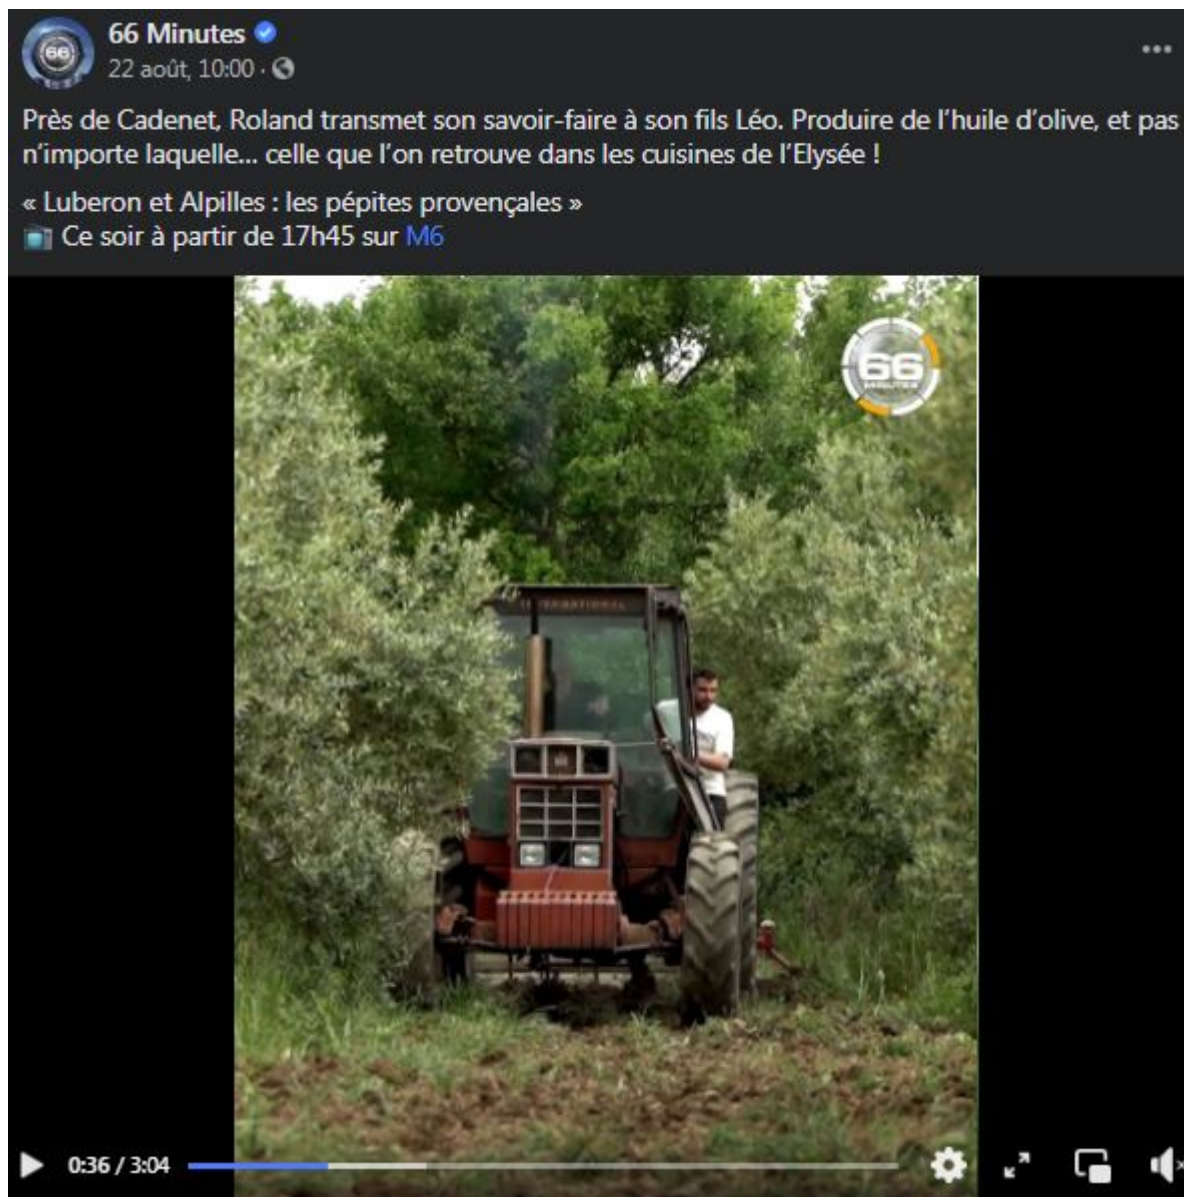 66 Minutes
22 août, 10:00 ·
Près de Cadenet, Roland transmet son savoir-faire à son fils Léo. Produire de l'huile d'olive, et pas
n'importe laquelle... celle que l'on retrouve dans les cuisines de l'Elysée !
« Luberon et Alpilles : les pépites provençales »
Ce soir à partir de 17h45 sur M6
66
MINUTES
INTERNATIONAL
0:36 / 3:04